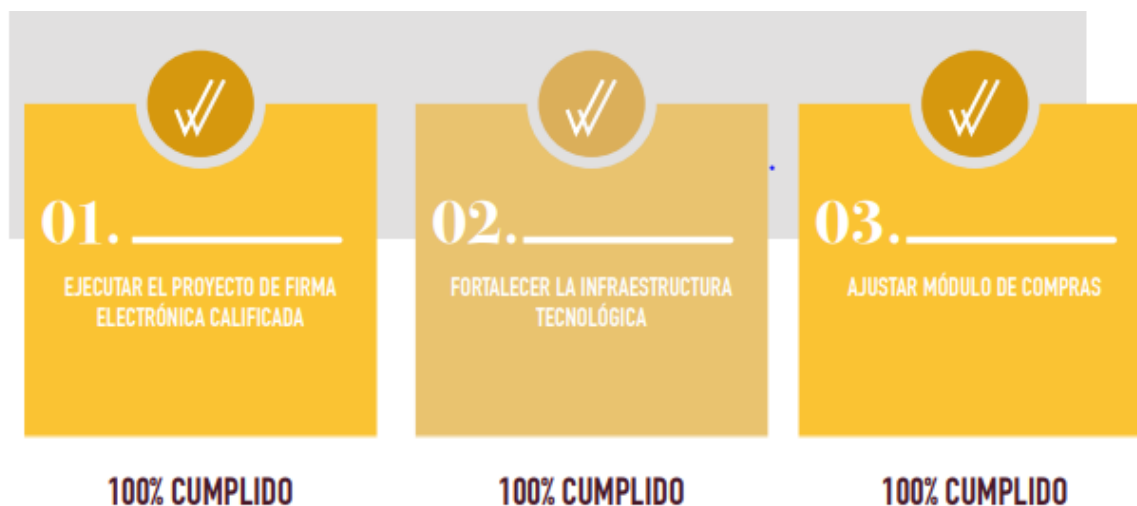 01.
EJECUTAR EL PROYECTO DE FIRMA
ELECTRÓNICA CALIFICADA
100% CUMPLIDO
02.
FORTALECER LA INFRAESTRUCTURA
TECNOLÓGICA
100% CUMPLIDO
03.
AJUSTAR MÓDULO DE COMPRAS
100% CUMPLIDO